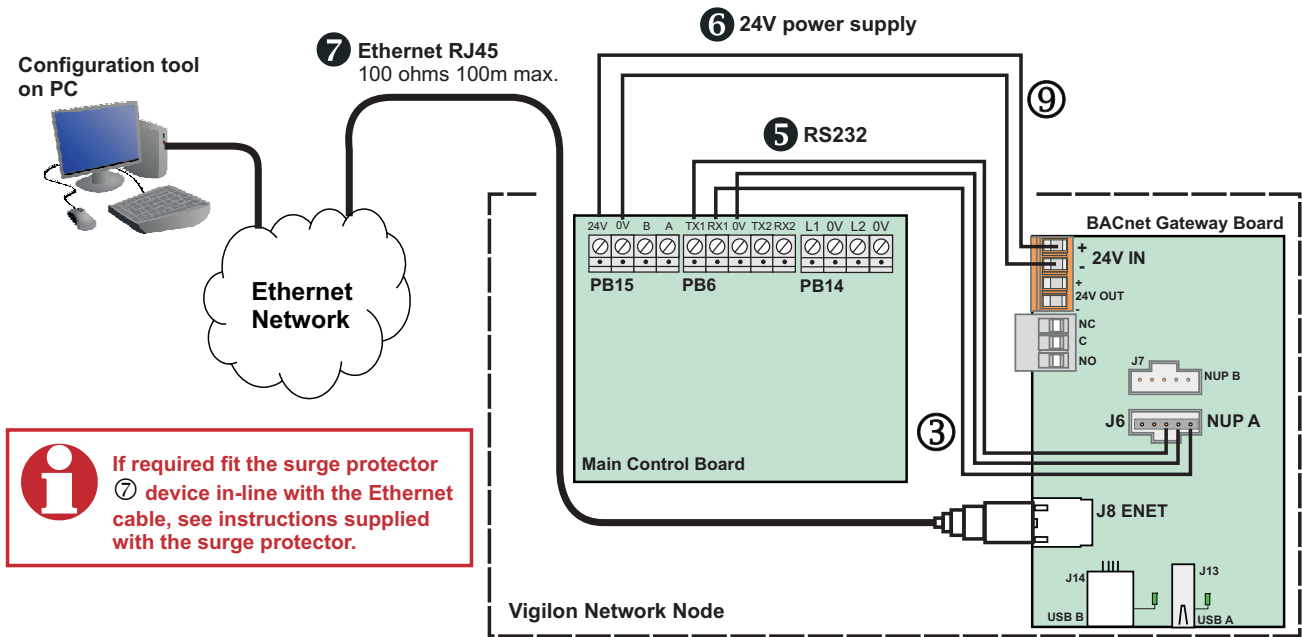 ❻ 24V power supply
❼ Ethernet RJ45
100 ohms 100m max.
Configuration tool
on PC
⑨
❺ RS232
Ethernet
Network
24V 0V B A TX1 RX1 0V TX2 RX2 L1 0V L2 0V
PB15 PB6 PB14
Main Control Board
BACnet Gateway Board
+
24V IN
-
+
24V OUT
-
NC
C
NO
J7
NUP B
J6
NUP A
③
J8 ENET
J14
J13
USB B
USB A
Vigilon Network Node
i
If required fit the surge protector
⑦ device in-line with the Ethernet
cable, see instructions supplied
with the surge protector.